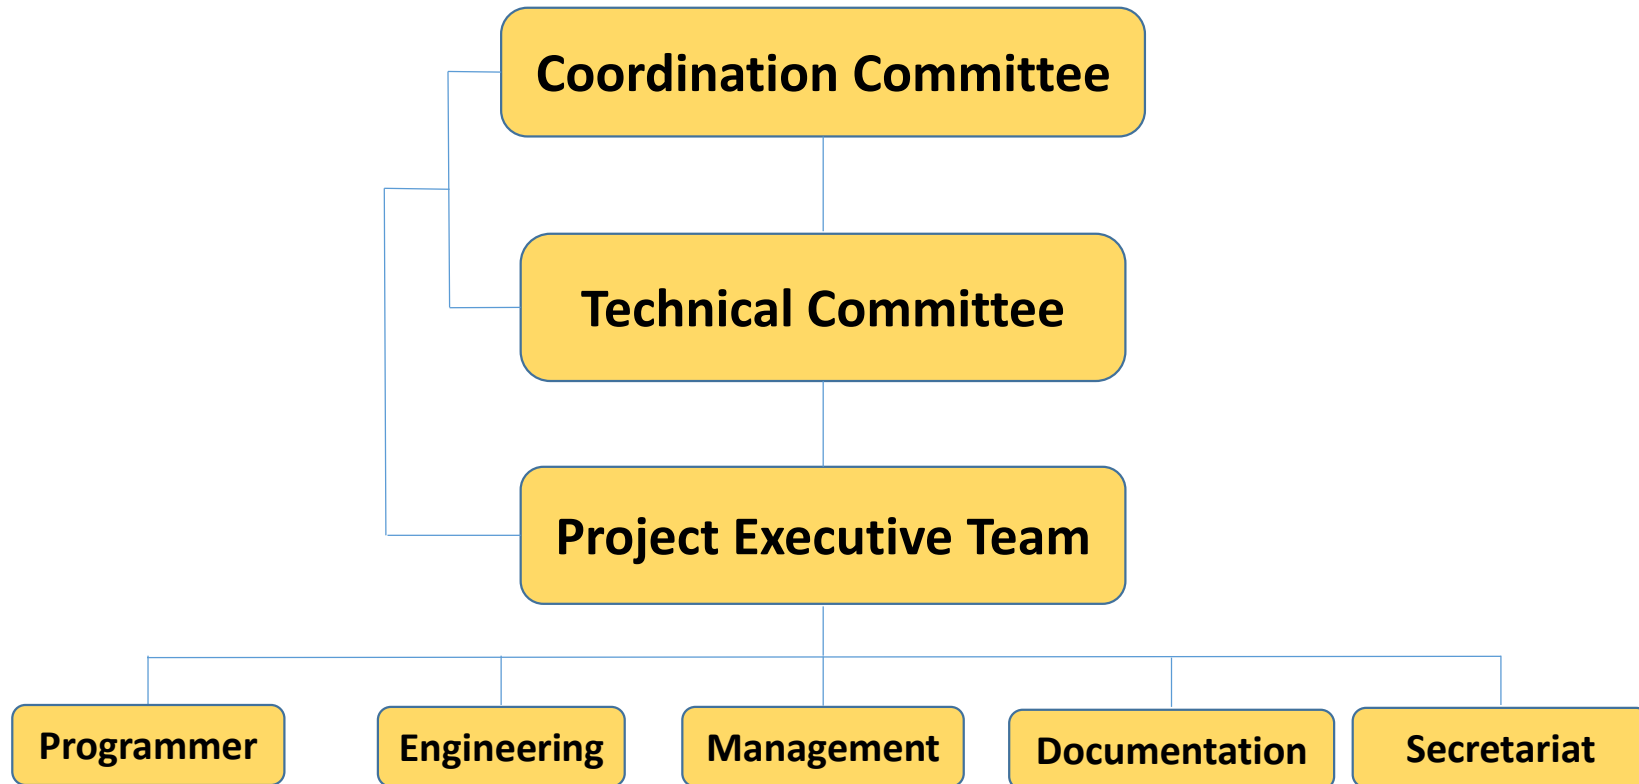 Coordination Committee
Technical Committee
Project Executive Team
Programmer
Engineering
Management
Documentation
Secretariat